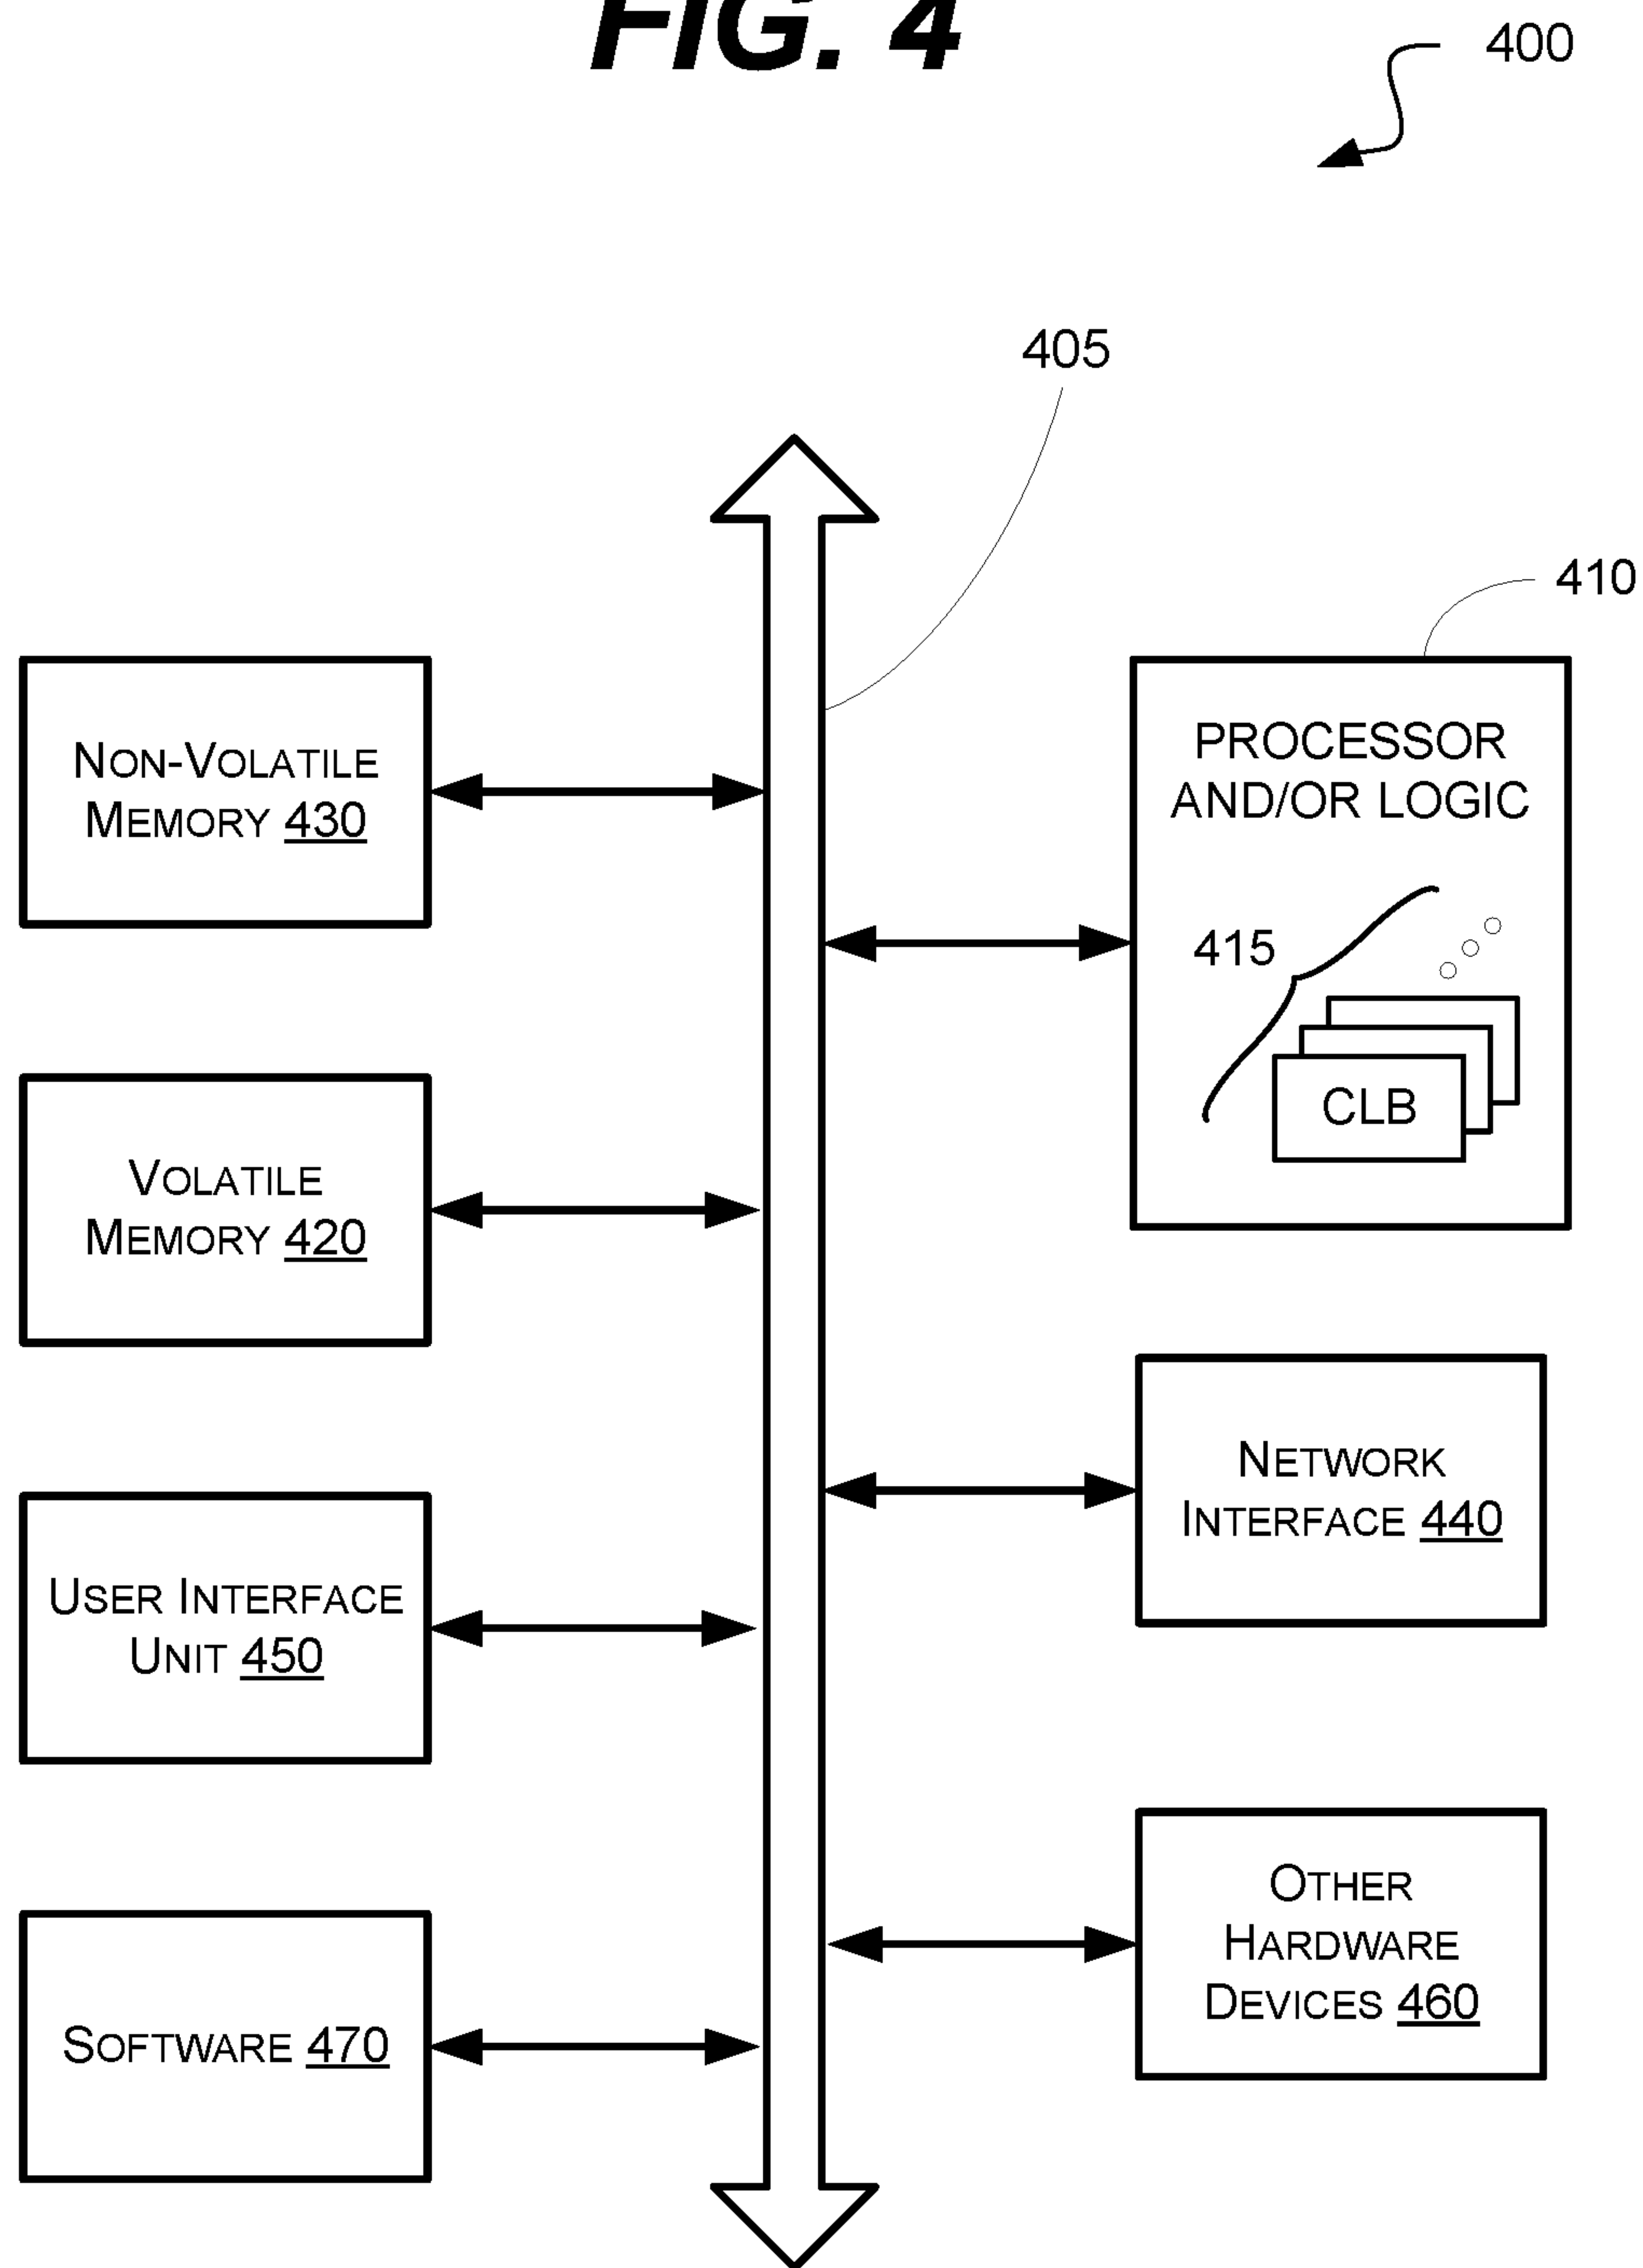 FIG. 4
400
405
410
NON-VOLATILE
MEMORY 430
PROCESSOR
AND/OR LOGIC
415
CLB
VOLATILE
MEMORY 420
NETWORK
INTERFACE 440
USER INTERFACE
UNIT 450
OTHER
HARDWARE
DEVICES 460
SOFTWARE 470